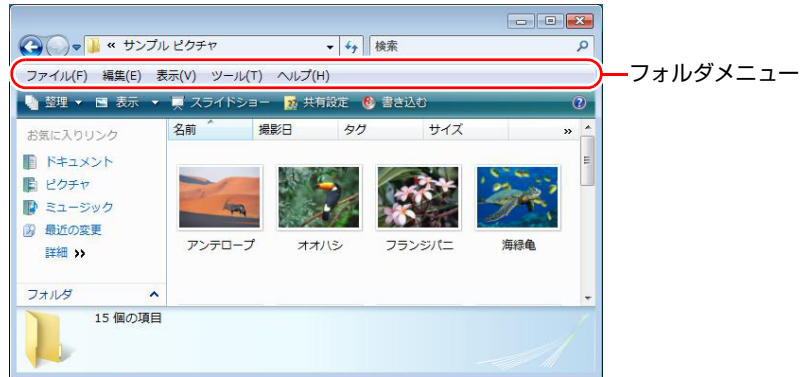 « サンプル ピクチャ
検索
ファイル(F) 編集(E) 表示(V) ツール(T) ヘルプ(H)
フォルダメニュー
整理 表示 スライドショー 共有設定 書き込む
お気に入りリンク
名前 撮影日 タグ サイズ »
ドキュメント
ピクチャ
ミュージック
最近の変更
詳細 »
アンテロープ オオハシ フランジパニ 海緑亀
フォルダ
15 個の項目